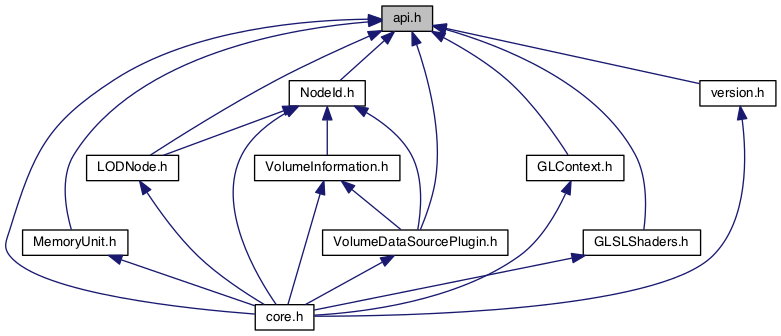 api.h
NodeId.h
version.h
LODNode.h
VolumeInformation.h
GLContext.h
MemoryUnit.h
VolumeDataSourcePlugin.h
GLSLShaders.h
core.h